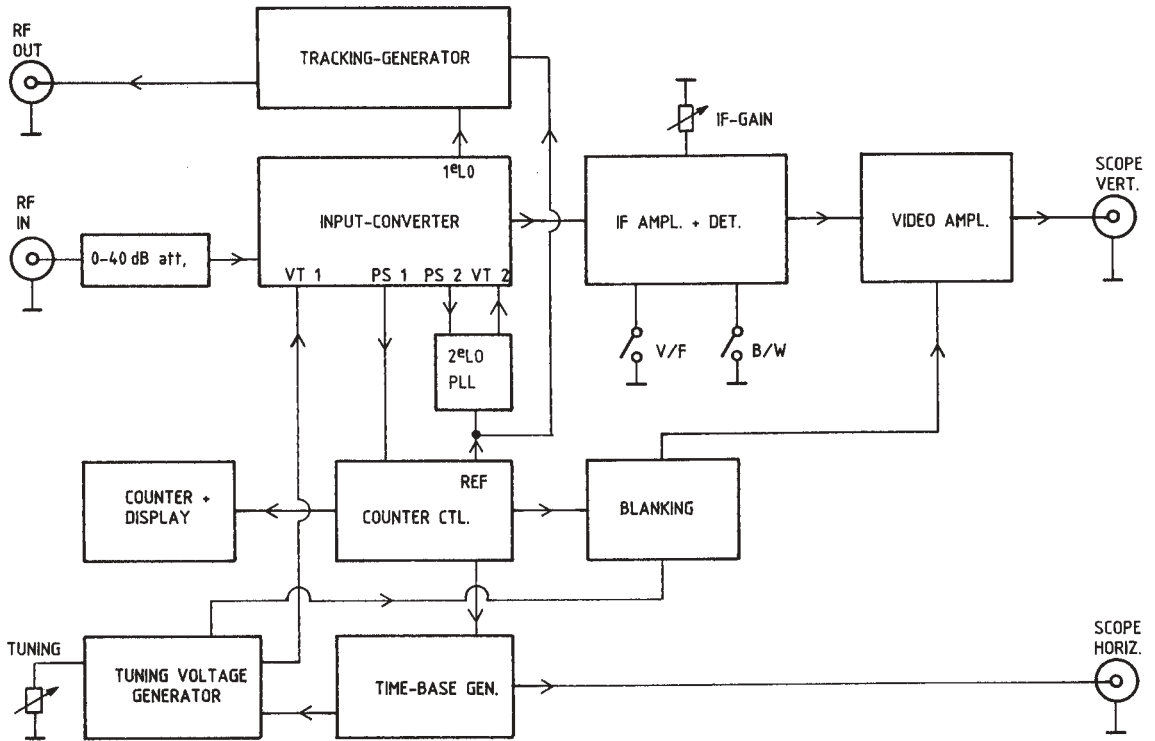 RF
OUT
TRACKING-GENERATOR
IF-GAIN
1eLO
RF
IN
0-40 dB att,
INPUT-CONVERTER
VT 1
PS 1
PS 2
VT 2
IF AMPL. + DET.
VIDEO AMPL.
SCOPE
VERT.
2eLO
PLL
V/F
B/W
COUNTER +
DISPLAY
REF
COUNTER CTL.
BLANKING
TUNING
TUNING VOLTAGE
GENERATOR
TIME-BASE GEN.
SCOPE
HORIZ.